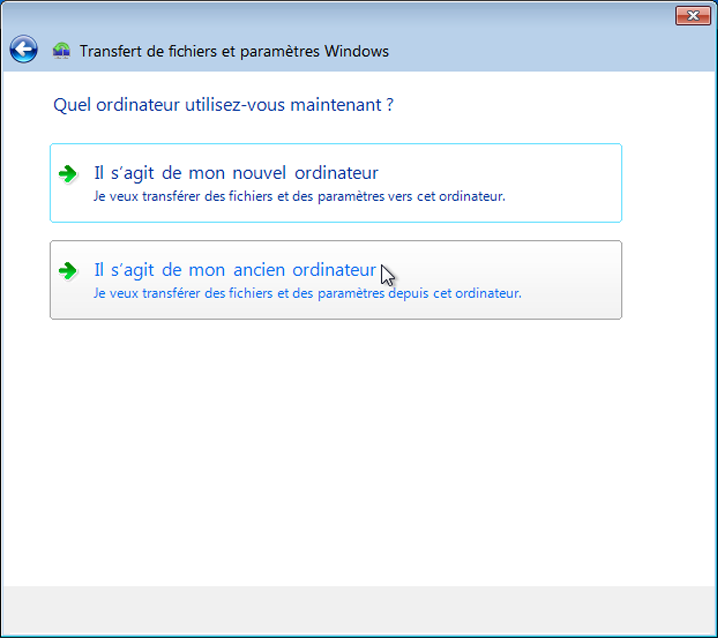 Transfert de fichiers et paramètres Windows
Quel ordinateur utilisez-vous maintenant ?
Il s'agit de mon nouvel ordinateur
Je veux transférer des fichiers et des paramètres vers cet ordinateur.
Il s'agit de mon ancien ordinateur
Je veux transférer des fichiers et des paramètres depuis cet ordinateur.